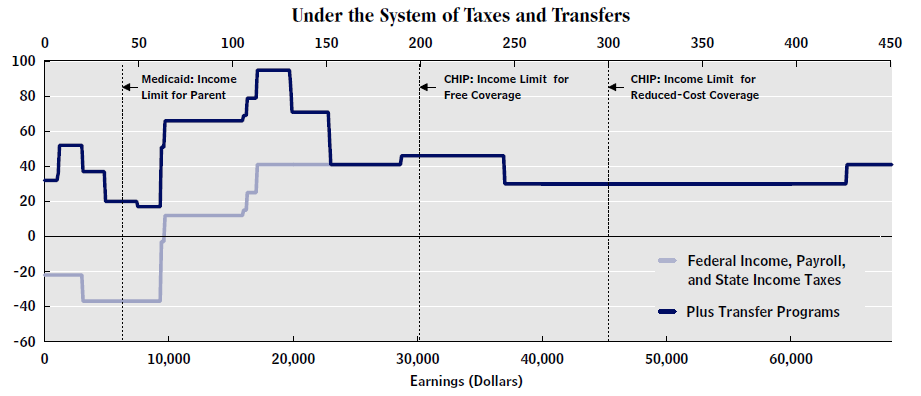 Under the System of Taxes and Transfers
0 50 100 150 200 250 300 350 400 450
100
80
60
40
20
0
-20
-40
-60
Medicaid: Income
Limit for Parent
CHIP: Income Limit for
Free Coverage
CHIP: Income Limit for
Reduced-Cost Coverage
Federal Income, Payroll,
and State Income Taxes
Plus Transfer Programs
0 10,000 20,000 30,000 40,000 50,000 60,000
Earnings (Dollars)